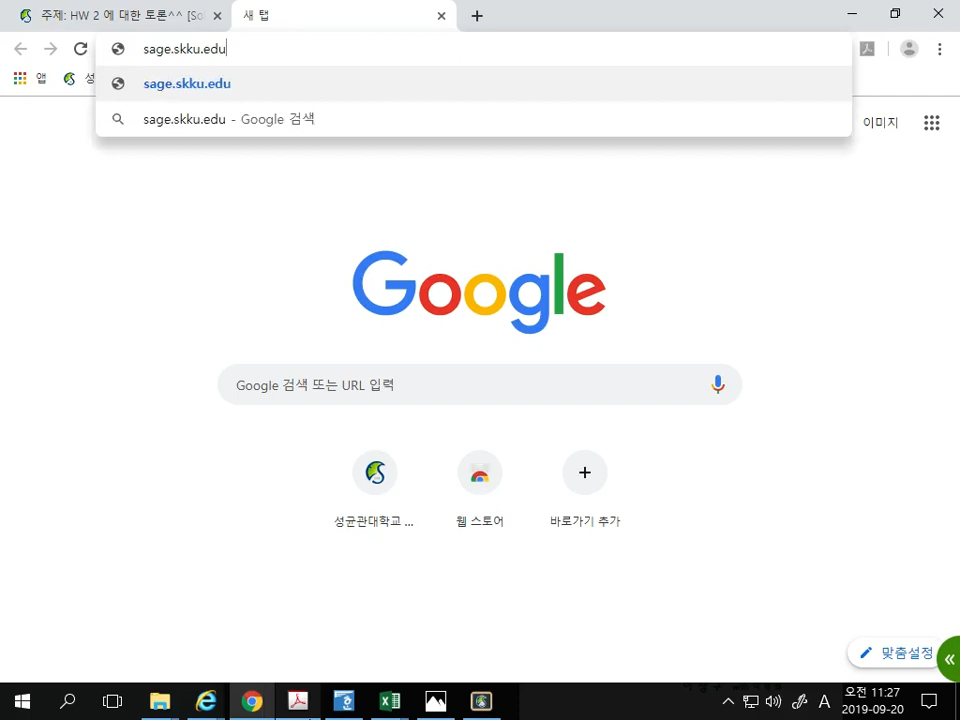 주제: HW 2 에 대한 토론^^ [So
새 탭
sage.skku.edu
앱
성
sage.skku.edu
sage.skku.edu - Google 검색
이미지
Google
Google 검색 또는 URL 입력
성균관대학교 ...
웹 스토어
바로가기 추가
맞춤설정
A
오전 11:27
2019-09-20